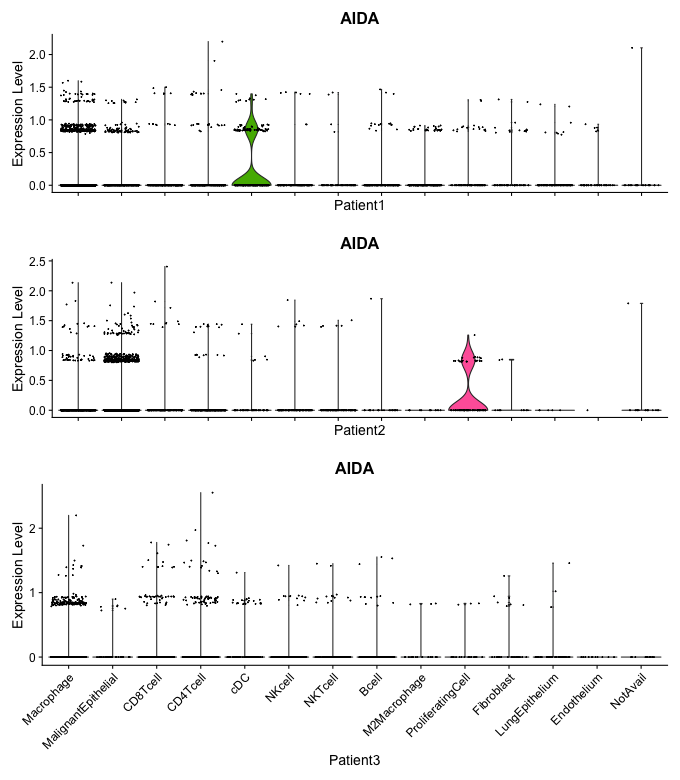 AIDA
Expression Level
2.0
1.5
1.0
0.5
0.0
Patient1
AIDA
Expression Level
2.5
2.0
1.5
1.0
0.5
0.0
Patient2
AIDA
Expression Level
2
1
0
Macrophage
MalignantEpithelial
CD8Tcell
CD4Tcell
cDC
NKcell
NKTcell
Bcell
M2Macrophage
ProliferatingCell
Fibroblast
LungEpithelium
Endothelium
NotAvail
Patient3